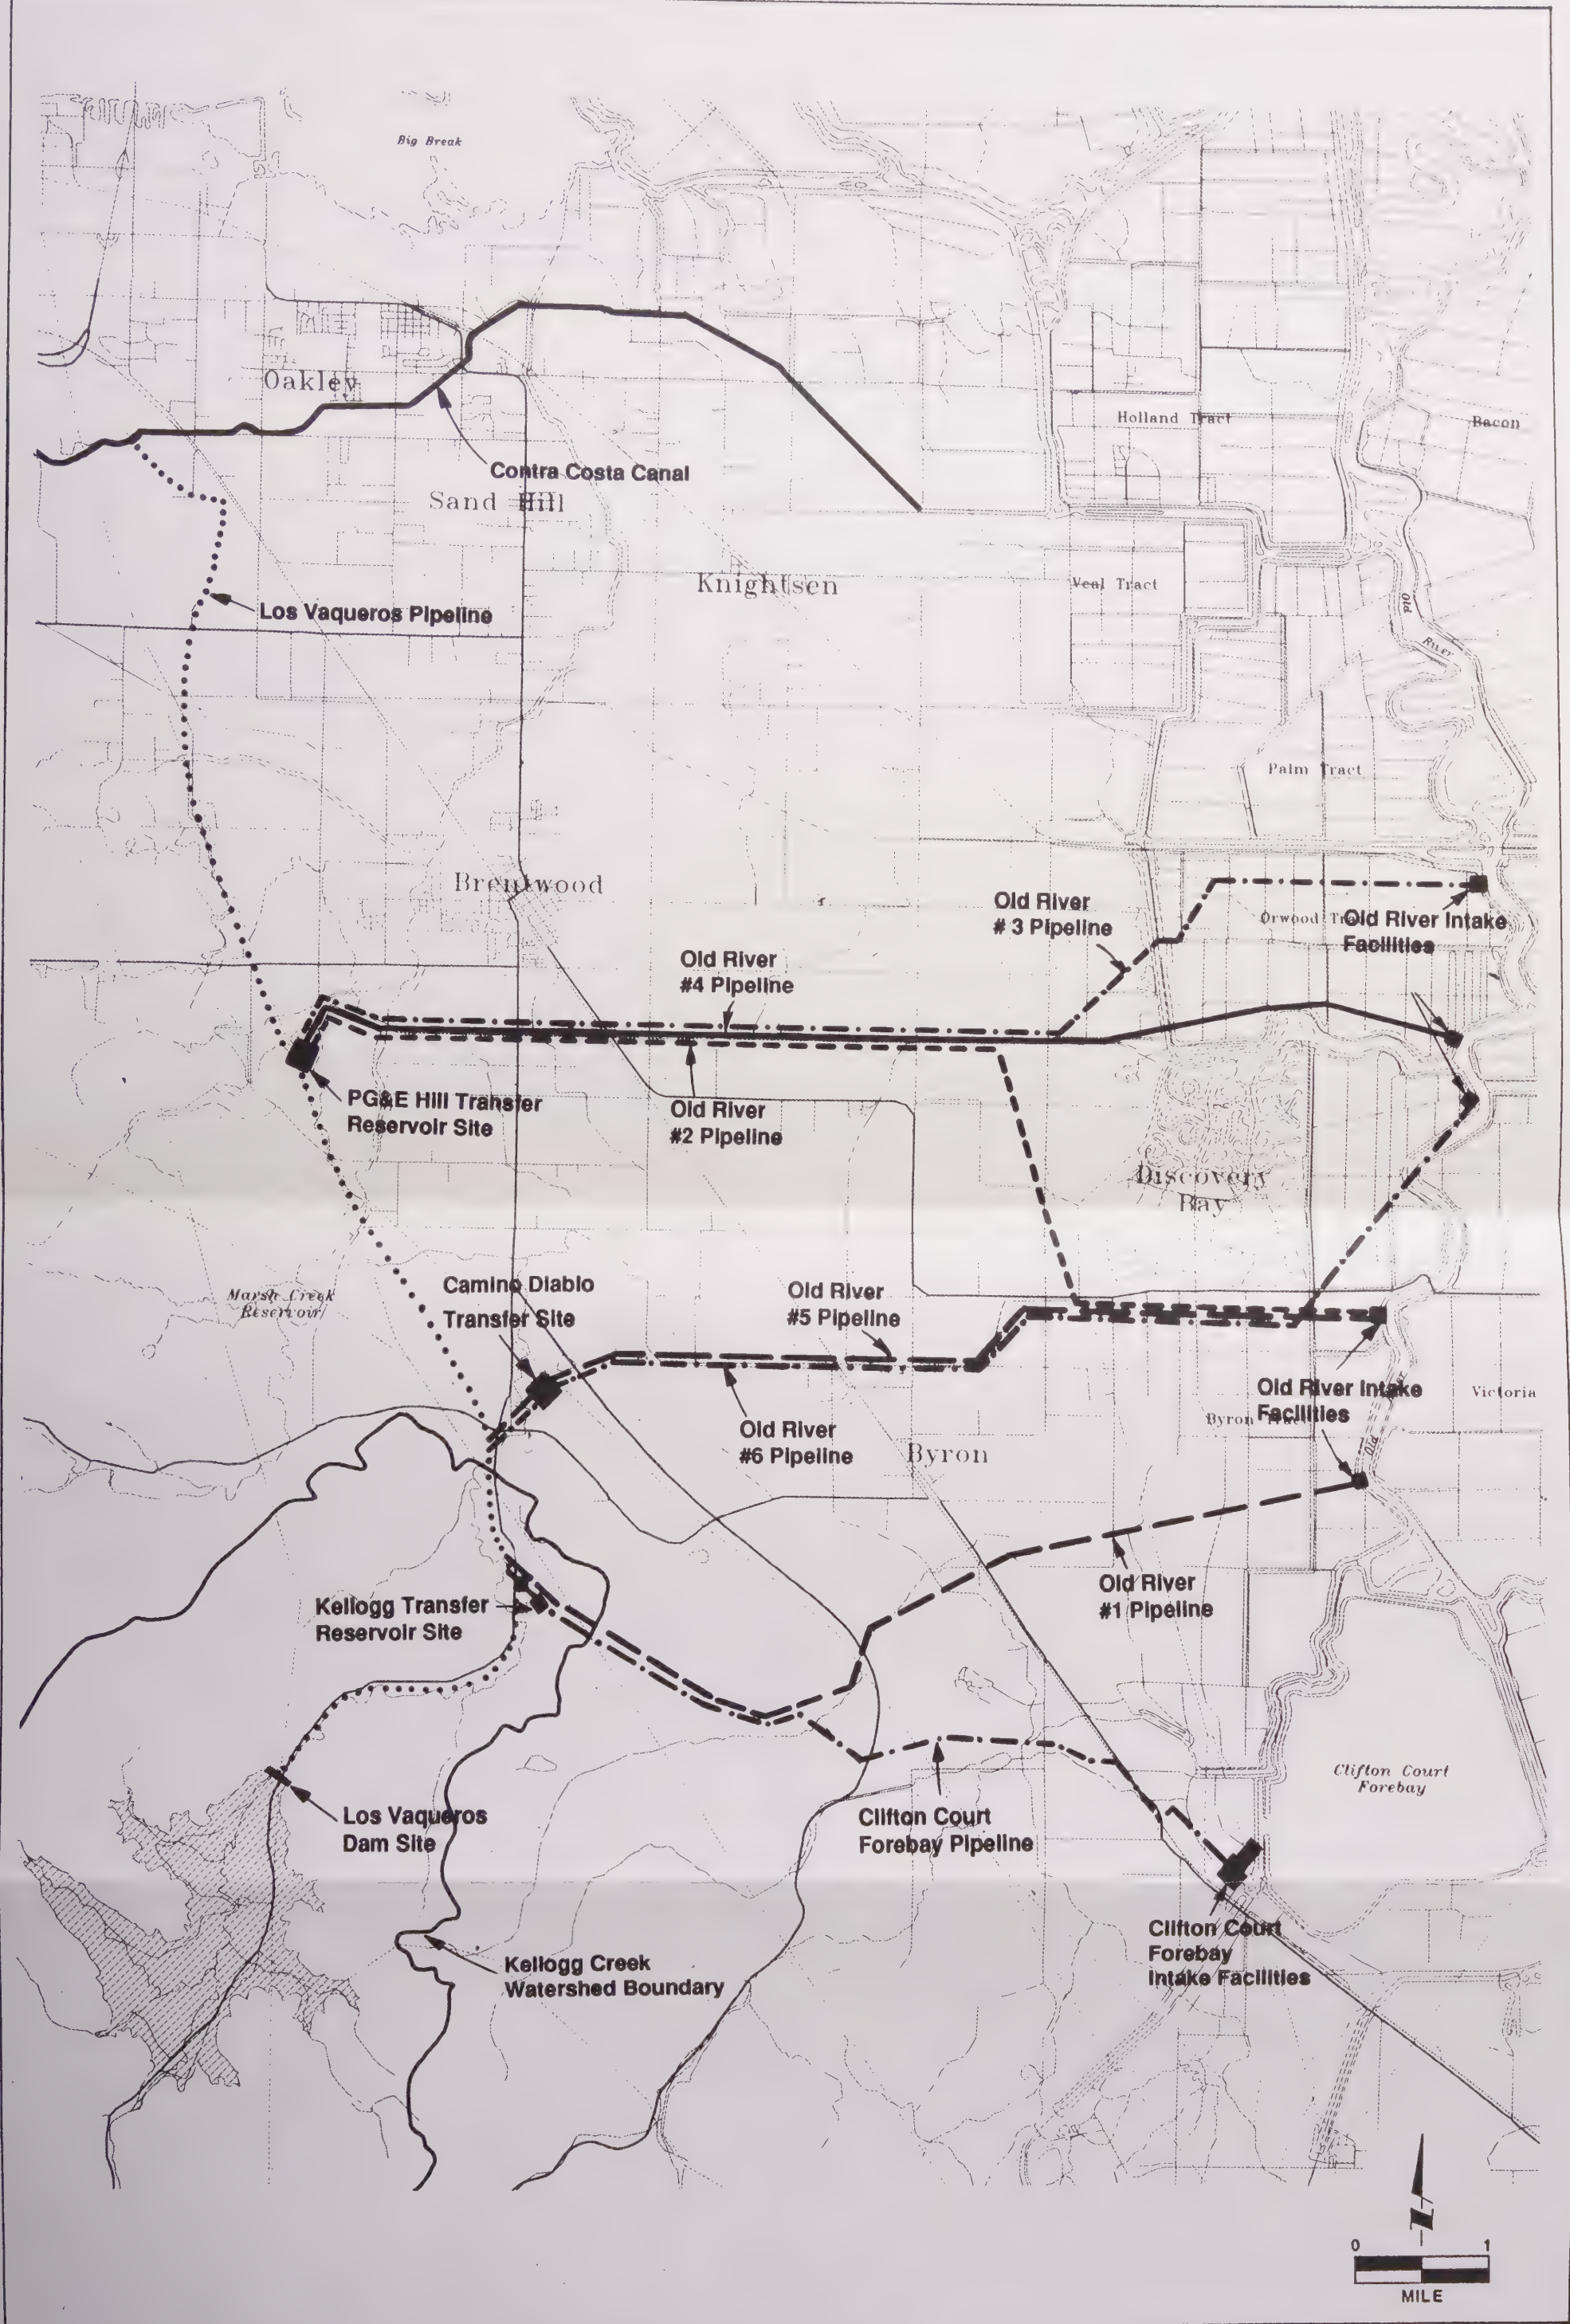 Big Break
Oakley
Holland Tract
Bacon
Contra Costa Canal
Sand Hill
Knightsen
Veal Tract
Old
River
Los Vaqueros Pipeline
Palm Tract
Brentwood
Old River
# 3 Pipeline
Orwood
Old River Intake
Facilities
Old River
#4 Pipeline
PG&E Hill Transfer
Reservoir Site
Old River
#2 Pipeline
Discovery
Bay
Marsh Creek
Reservoir
Camino Diablo
Transfer Site
Old River
#5 Pipeline
Old River Intake
Facilities
Victoria
Byron
Old
Old River
#6 Pipeline
Byron
Old River
#1 Pipeline
Kellogg Transfer
Reservoir Site
Clifton Court
Forebay
Los Vaqueros
Dam Site
Clifton Court
Forebay Pipeline
Clifton Court
Forebay
Intake Facilities
Kellogg Creek
Watershed Boundary
N
0 1
MILE